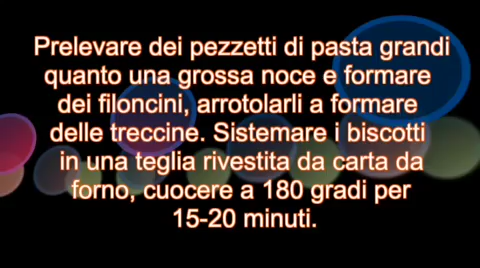 Prelevare dei pezzetti di pasta grandi
quanto una grossa noce e formare
dei filoncini, arrotolarli a formare
delle treccine. Sistemare i biscotti
in una teglia rivestita da carta da
forno, cuocere a 180 gradi per
15-20 minuti.